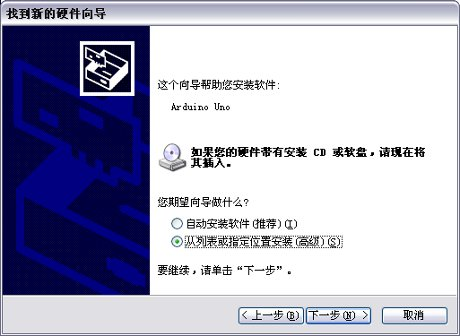 找到新的硬件向导
这个向导帮助您安装软件:
Arduino Uno
如果您的硬件带有安装 CD 或软盘，请现在将
其插入。
您期望向导做什么?
自动安装软件(推荐)(I)
从列表或指定位置安装(高级)(S)
要继续，请单击“下一步”。
< 上一步(B) 下一步(N) > 取消